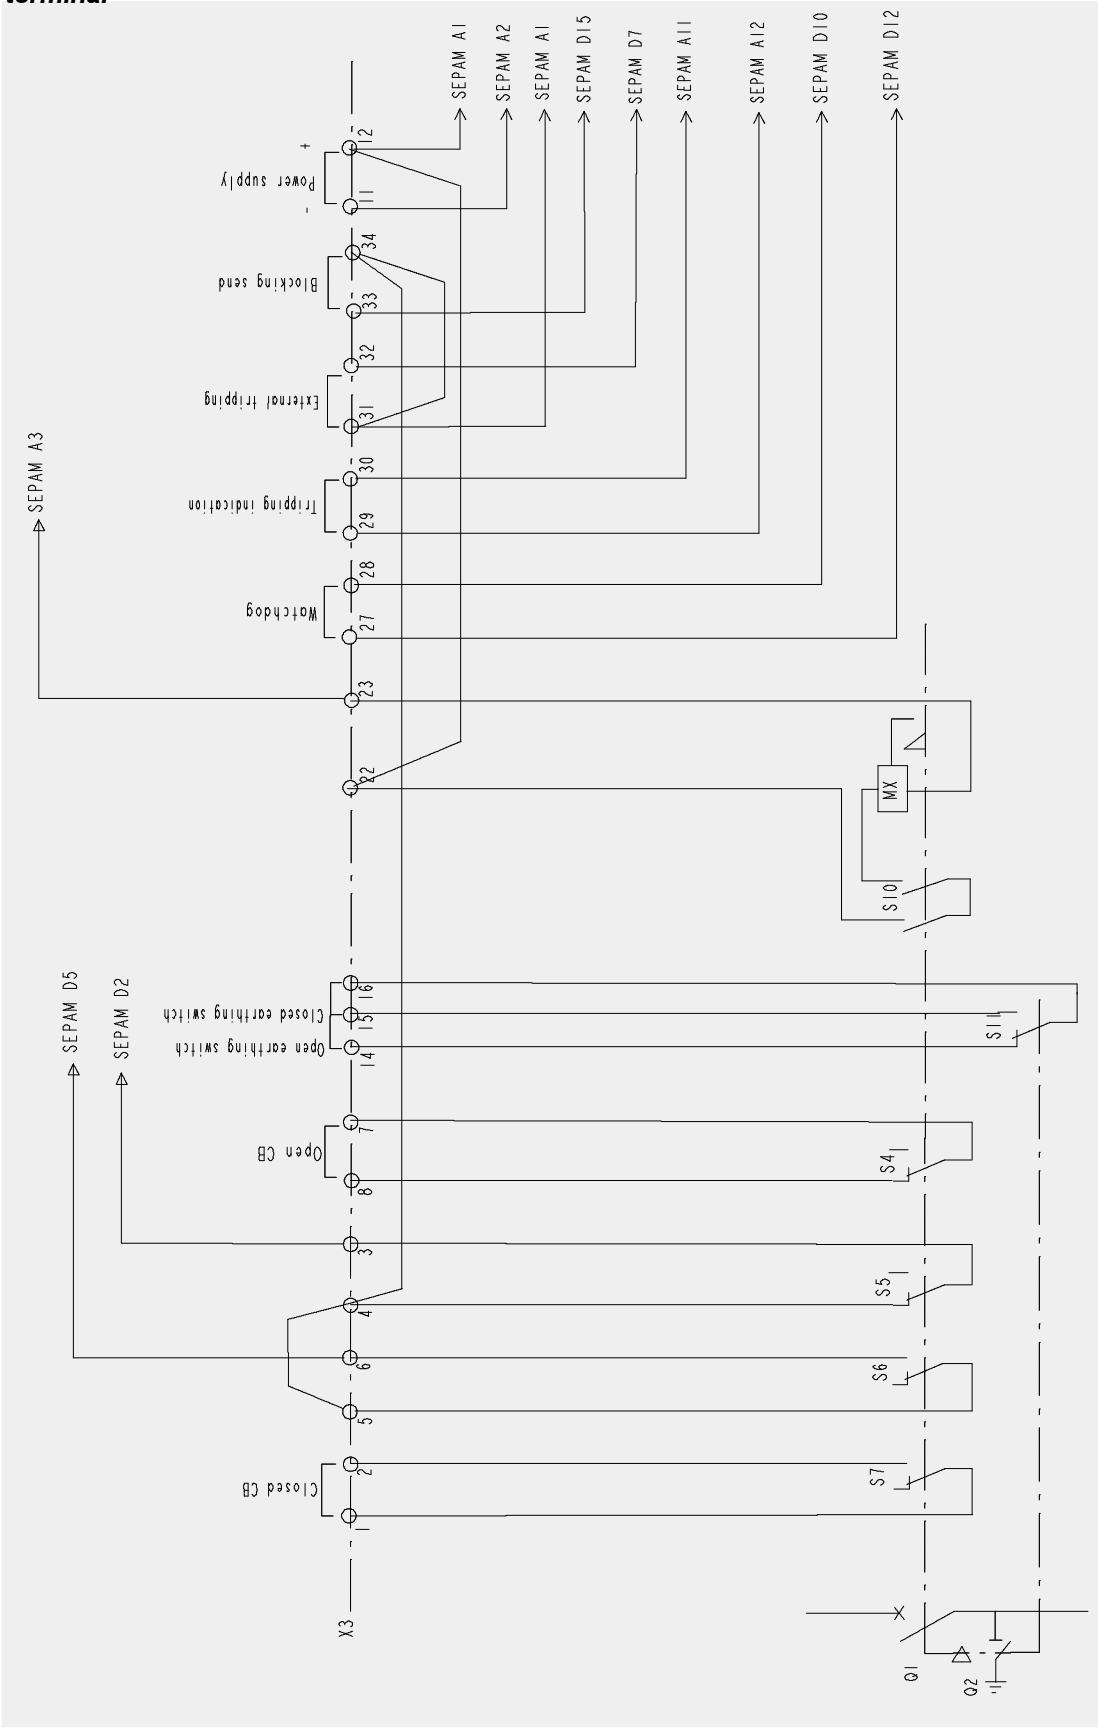 terminal
SEPAM A1
SEPAM A2
SEPAM A1
SEPAM D15
SEPAM D7
SEPAM A11
SEPAM A12
SEPAM D10
SEPAM D12
+
12
Power supply
11
-
34
Blocking send
33
32
External tripping
31
SEPAM A3
30
Tripping indication
29
28
Watchdog
27
23
22
MX
S10
SEPAM D5
SEPAM D2
16
Closed earthing switch
15
Open earthing switch
14
S11
7
Open CB
8
S4
3
S5
4
6
S6
5
2
Closed CB
1
S7
X3
Q1
Q2